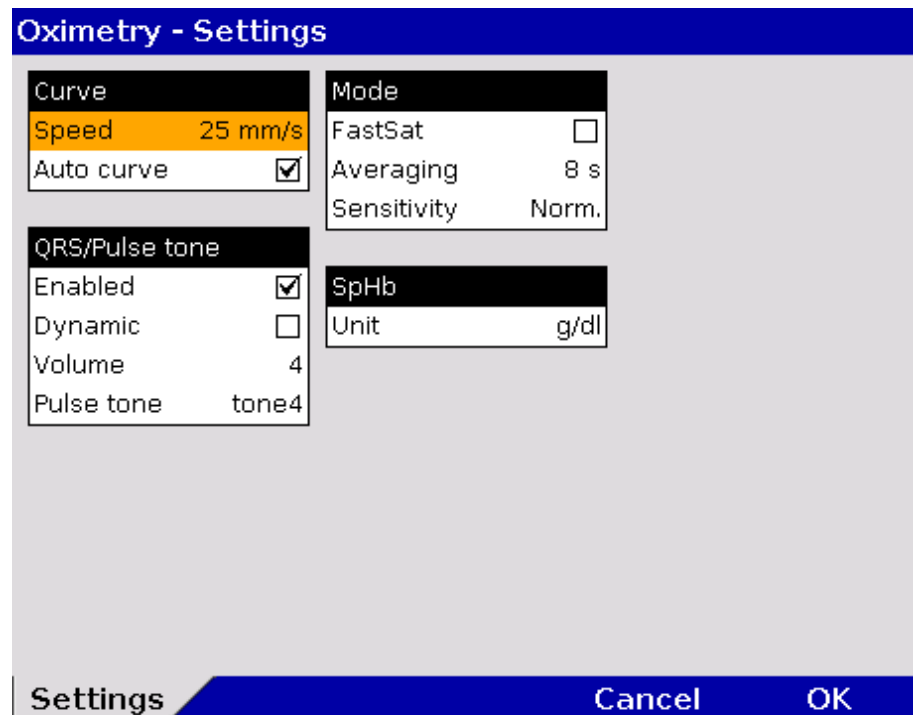 Oximetry - Settings
Curve
Speed 25 mm/s
Auto curve
QRS/Pulse tone
Enabled
Dynamic
Volume 4
Pulse tone tone4
Mode
FastSat
Averaging 8 s
Sensitivity Norm.
SpHb
Unit g/dl
Settings Cancel OK